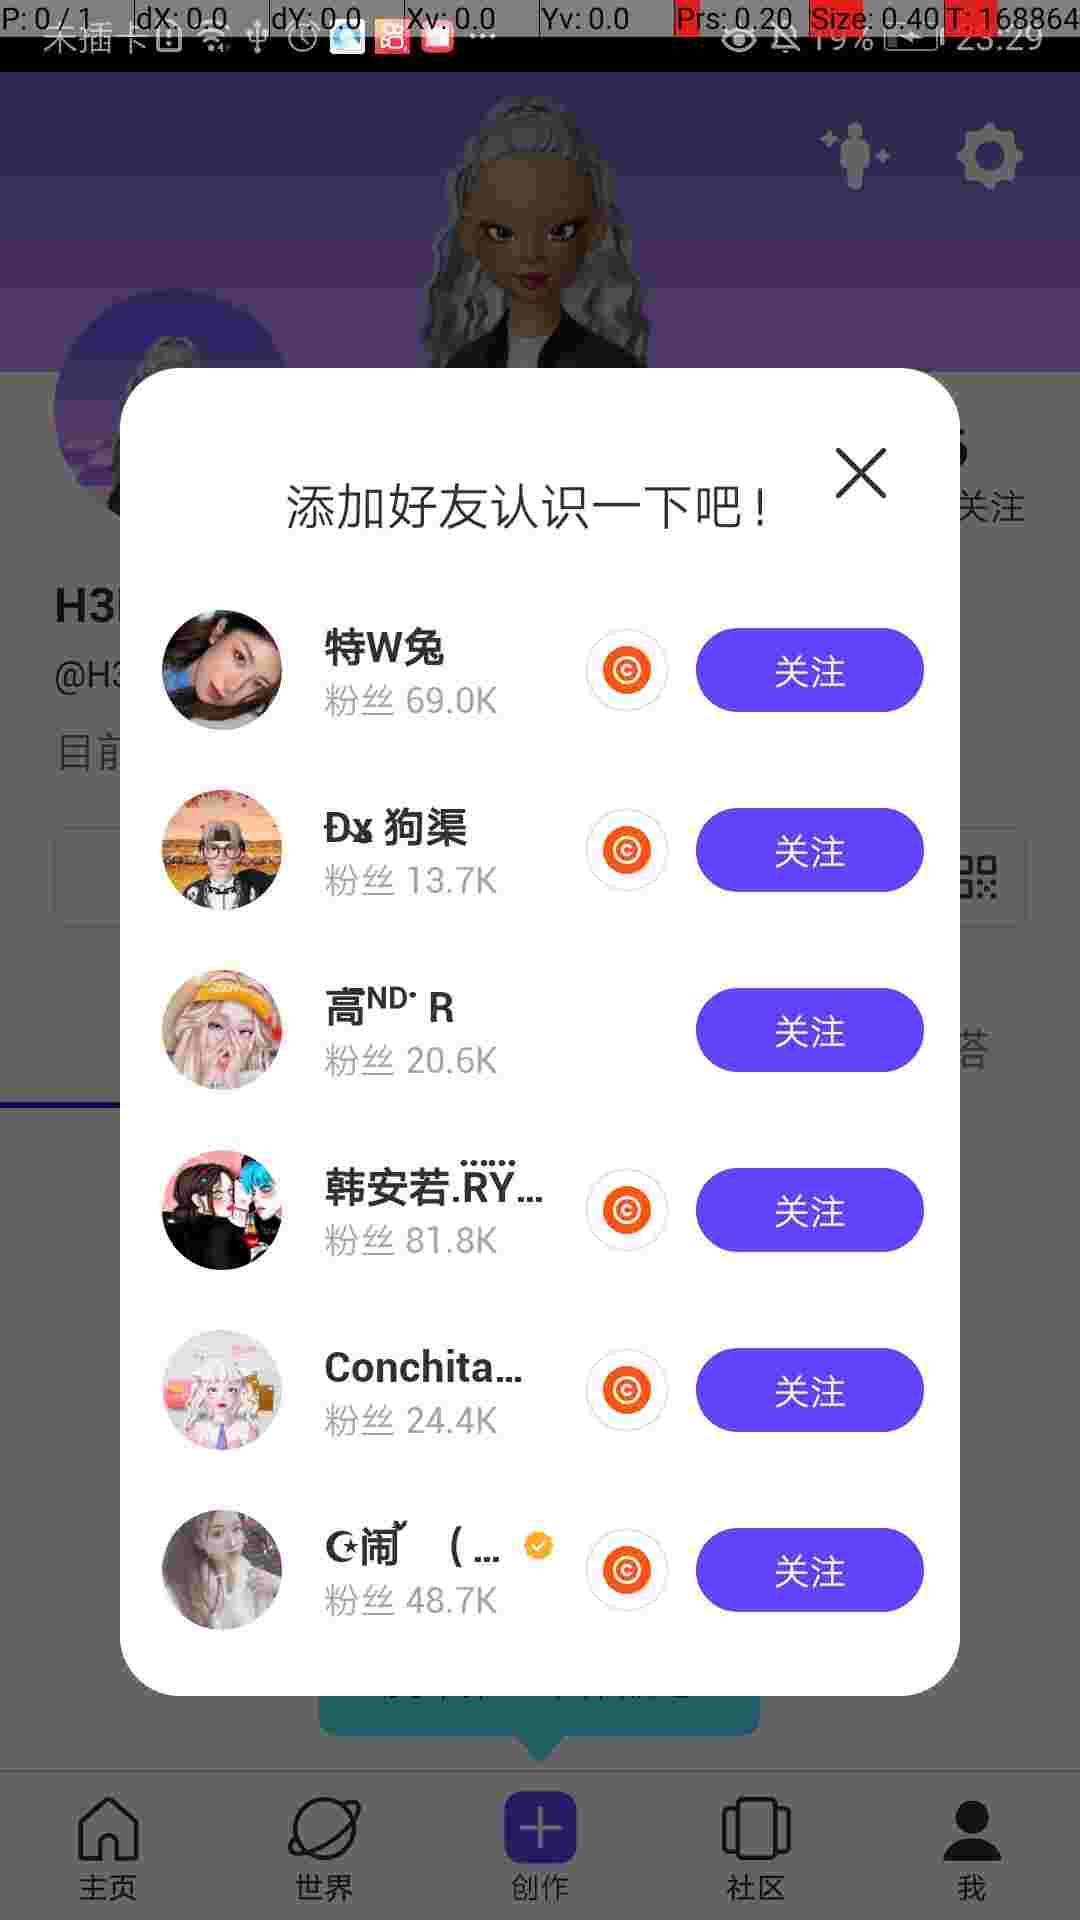 P: 0 / 1 dX: 0.0 dY: 0.0 Xv: 0.0 Yv: 0.0 Prs: 0.20 Size: 0.40 T: 168864
未插卡 19% 23:29
添加好友认识一下吧！
关注
H3
特W兔
粉丝 69.0K
关注
@H3
目前
Ðx 狗渠
粉丝 13.7K
关注
高ᴺᴰ· R
粉丝 20.6K
关注
答
韩安若.RY...
粉丝 81.8K
关注
Conchita...
粉丝 24.4K
关注
☪闹 ( ...
粉丝 48.7K
关注
主页 世界 创作 社区 我